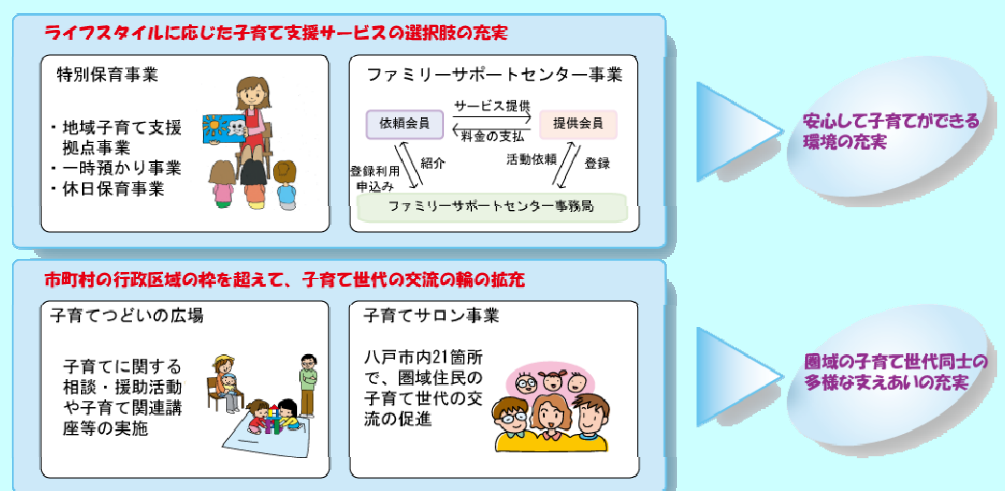 ライフスタイルに応じた子育て支援サービスの選択肢の充実
特別保育事業
・地域子育て支援
拠点事業
・一時預かり事業
・休日保育事業
ファミリーサポートセンター事業
サービス提供
依頼会員
提供会員
料金の支払
登録利用
申込み
紹介
活動依頼
登録
ファミリーサポートセンター事務局
安心して子育てができる
環境の充実
市町村の行政区域の枠を超えて、子育て世代の交流の輪の拡充
子育てつどいの広場
子育てに関する
相談・援助活動
や子育て関連講
座等の実施
子育てサロン事業
八戸市内21箇所
で、圏域住民の
子育て世代の交
流の促進
圏域の子育て世代同士の
多様な支えあいの充実